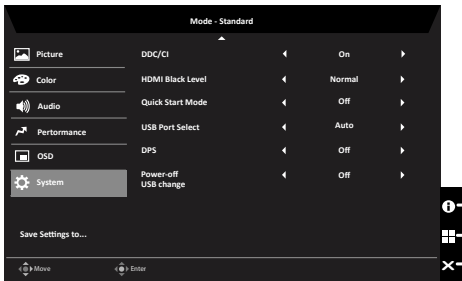 Mode - Standard
Picture
DDC/CI
On
Color
HDMI Black Level
Normal
Audio
Quick Start Mode
Off
Pertormance
USB Port Select
Auto
OSD
DPS
Off
System
Power-off
USB change
Off
Save Settings to...
Move
Enter